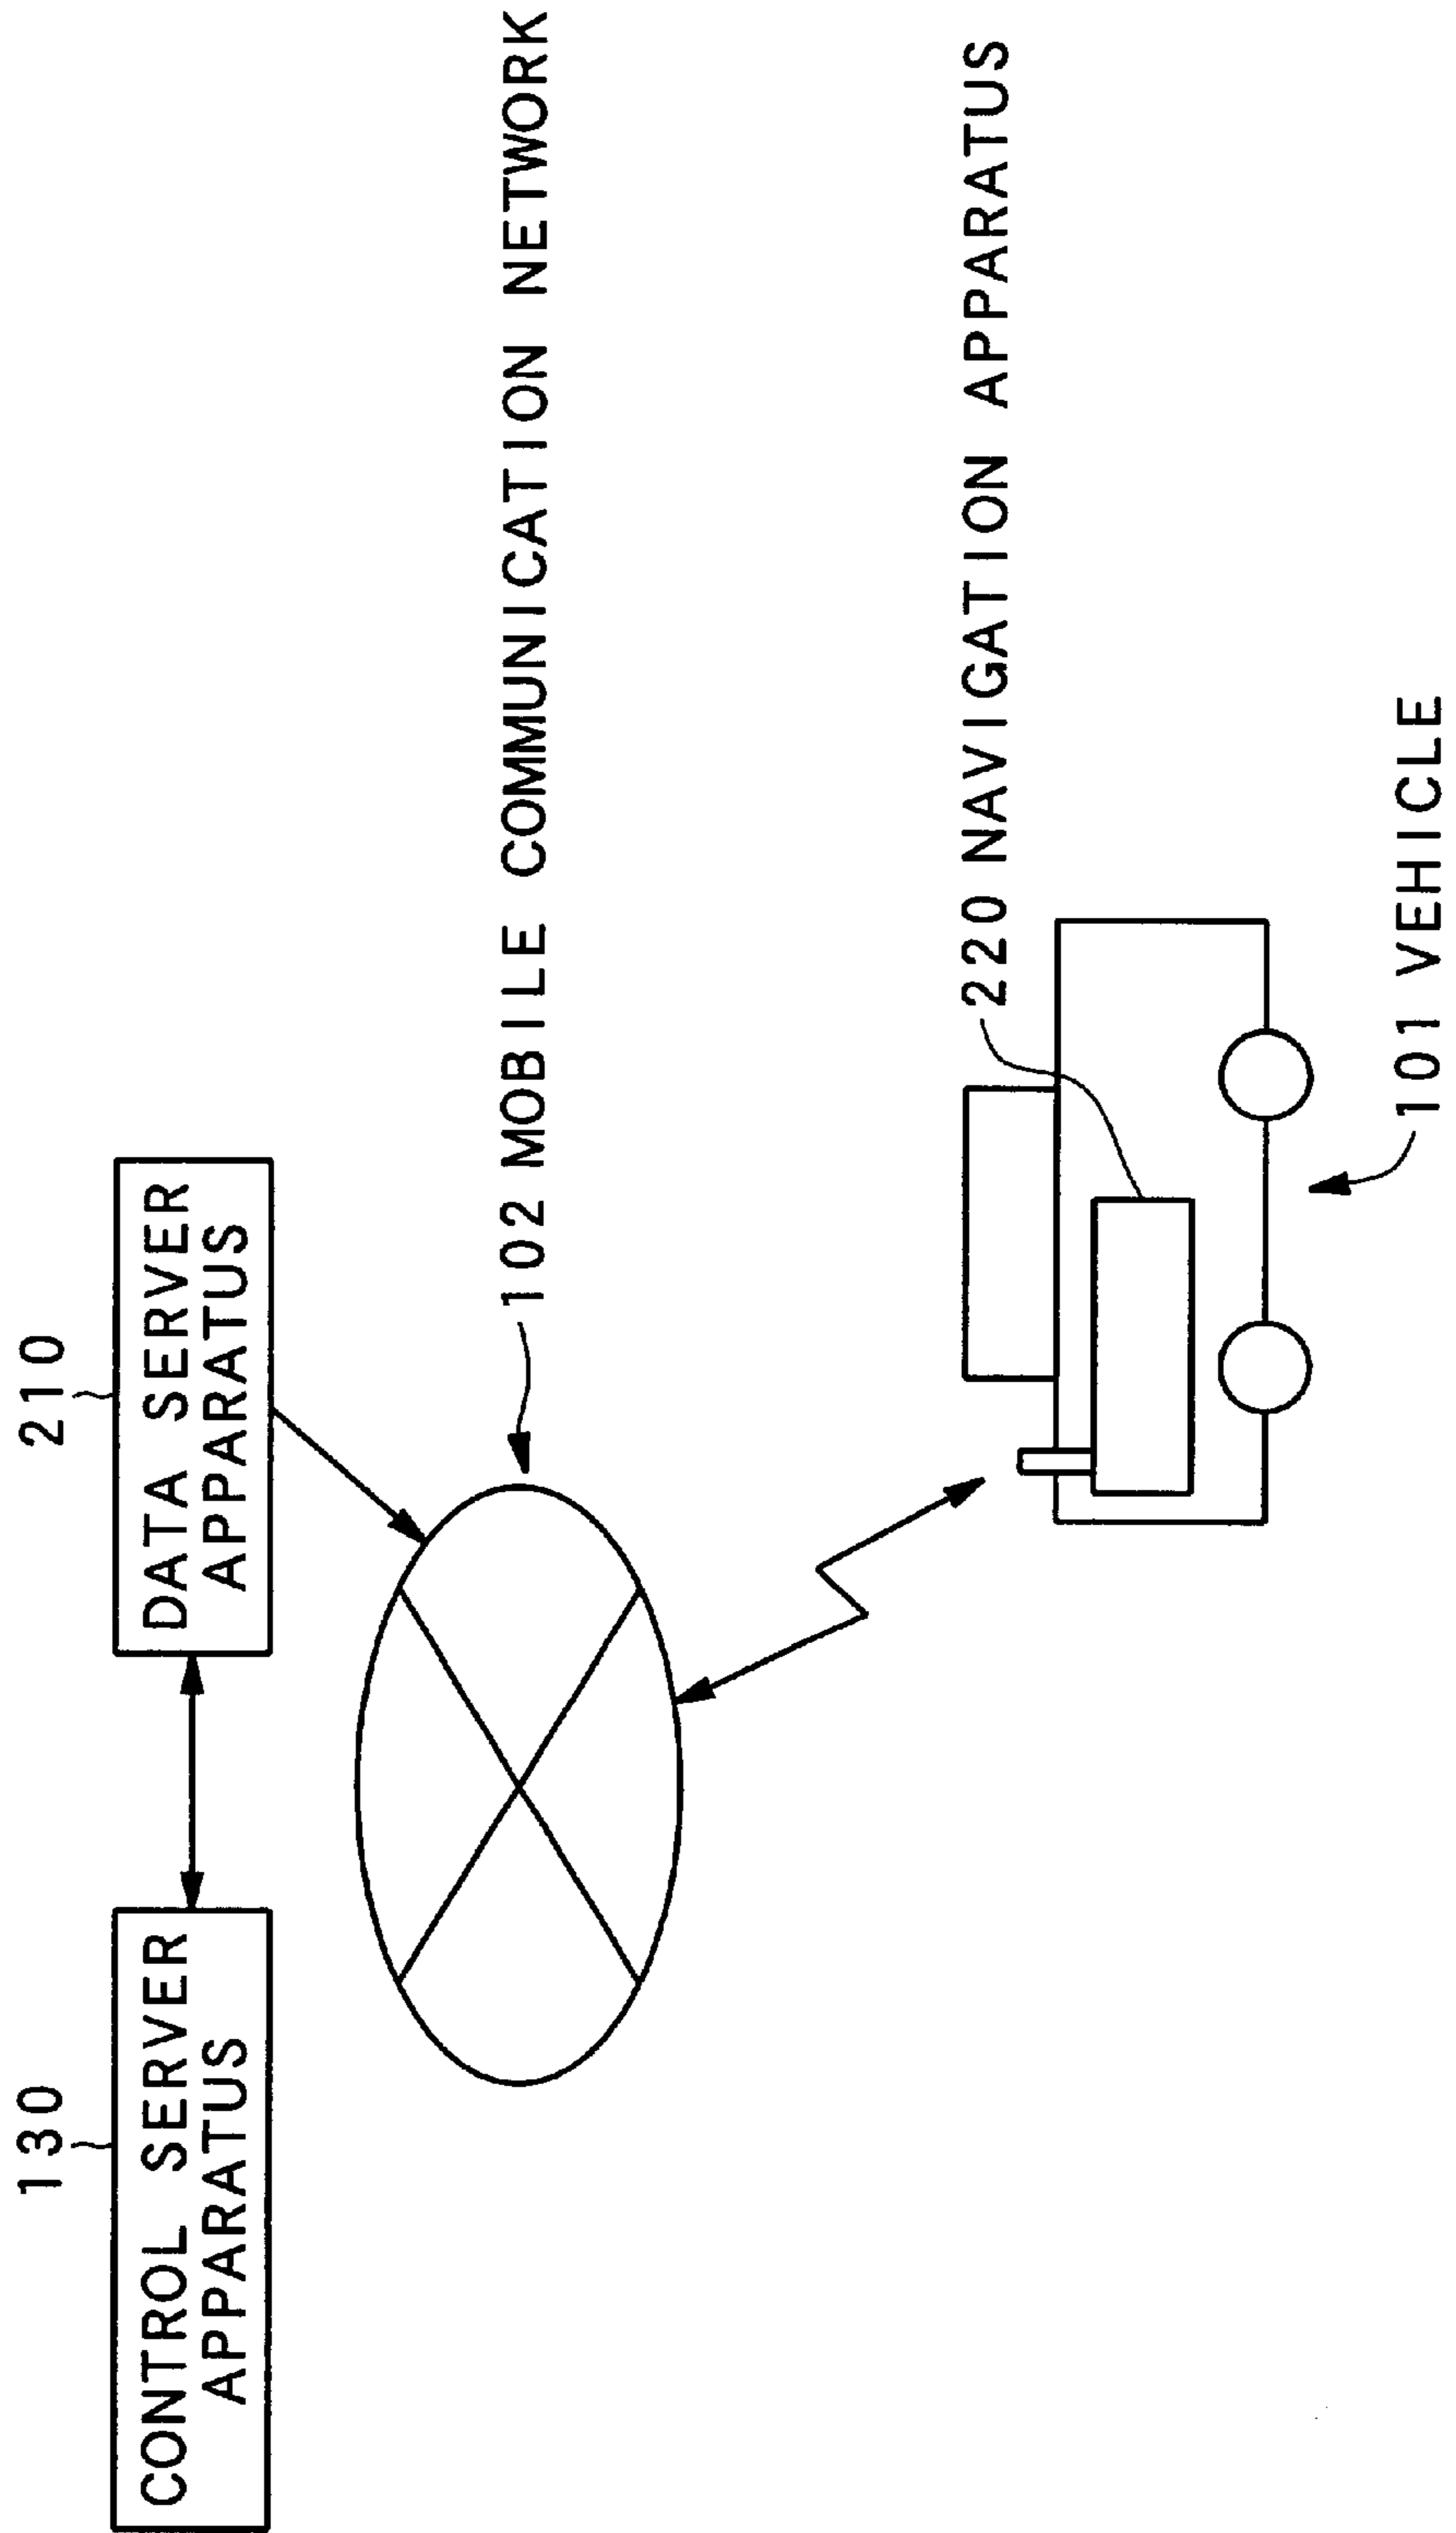 130
CONTROL SERVER
APPARATUS
210
DATA SERVER
APPARATUS
102 MOBILE COMMUNICATION NETWORK
220 NAVIGATION APPARATUS
101 VEHICLE